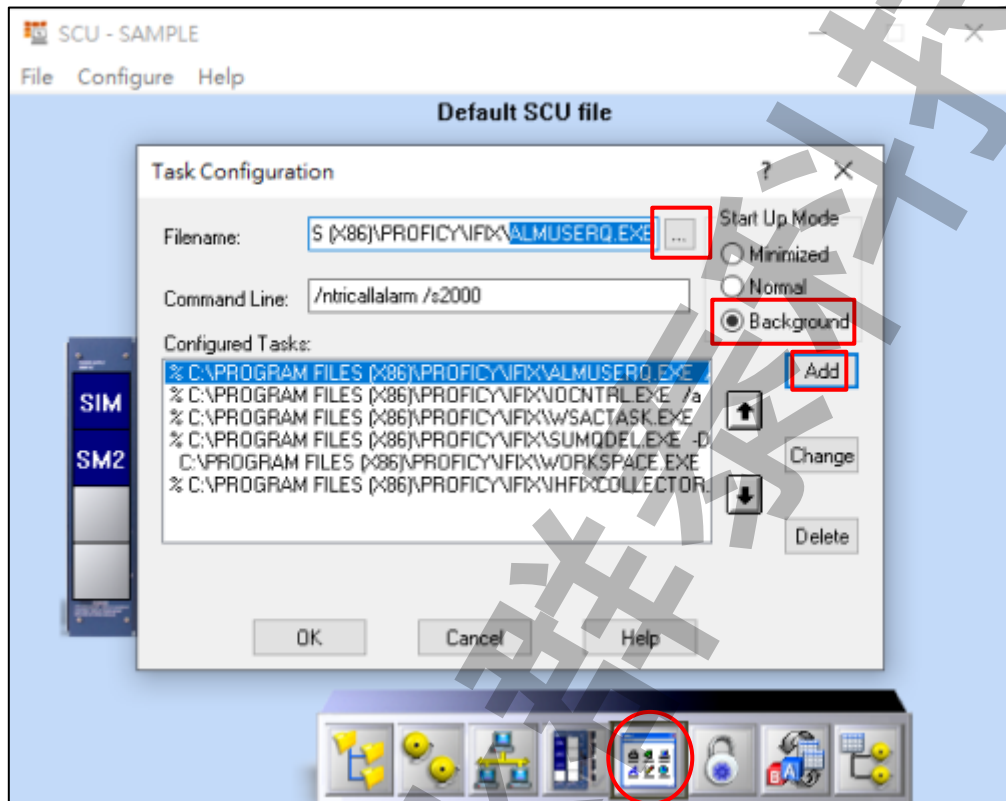 SCU - SAMPLE
File Configure Help
Default SCU file
Task Configuration ?
Filename: S (X86)\PROFICY\IFIX\ALMUSERQ.EXE ...
Start Up Mode
Minimized
Normal
Background
Command Line: /ntricallalarm /s2000
Configured Tasks:
% C:\PROGRAM FILES (X86)\PROFICY\IFIX\ALMUSERQ.EXE
% C:\PROGRAM FILES (X86)\PROFICY\IFIX\IOCNTRL.EXE /a
% C:\PROGRAM FILES (X86)\PROFICY\IFIX\WSACTASK.EXE
% C:\PROGRAM FILES (X86)\PROFICY\IFIX\SUMQDEL.EXE -D
C:\PROGRAM FILES (X86)\PROFICY\IFIX\WORKSPACE.EXE
% C:\PROGRAM FILES (X86)\PROFICY\IFIX\HFIXCOLLECTOR.
Add
Change
Delete
SIM
SM2
OK Cancel Help